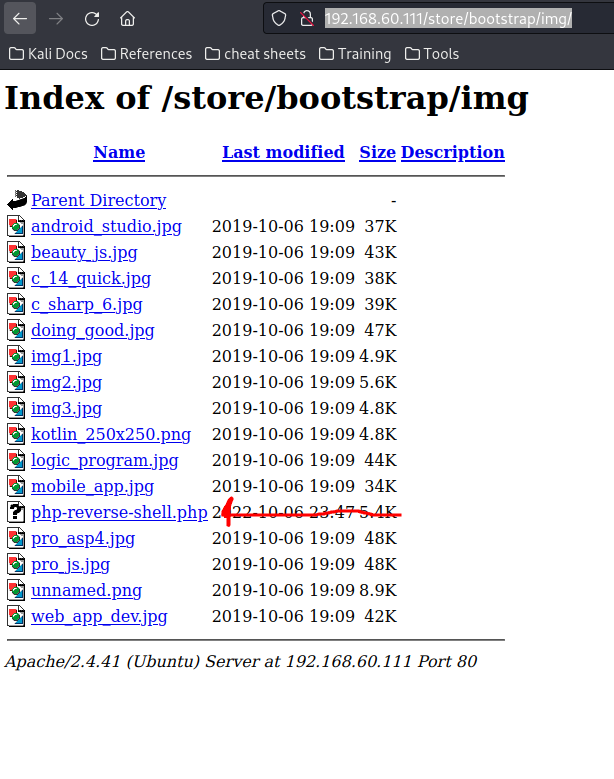 192.168.60.111/store/bootstrap/img/
Kali Docs References cheat sheets Training Tools
Index of /store/bootstrap/img
Name Last modified Size Description
Parent Directory -
android_studio.jpg 2019-10-06 19:09 37K
beauty_js.jpg 2019-10-06 19:09 43K
c_14_quick.jpg 2019-10-06 19:09 38K
c_sharp_6.jpg 2019-10-06 19:09 39K
doing_good.jpg 2019-10-06 19:09 47K
img1.jpg 2019-10-06 19:09 4.9K
img2.jpg 2019-10-06 19:09 5.6K
img3.jpg 2019-10-06 19:09 4.8K
kotlin_250x250.png 2019-10-06 19:09 4.8K
logic_program.jpg 2019-10-06 19:09 44K
mobile_app.jpg 2019-10-06 19:09 34K
php-reverse-shell.php 2022-10-06 23:47 5.4K
pro_asp4.jpg 2019-10-06 19:09 48K
pro_js.jpg 2019-10-06 19:09 48K
unnamed.png 2019-10-06 19:09 8.9K
web_app_dev.jpg 2019-10-06 19:09 42K
Apache/2.4.41 (Ubuntu) Server at 192.168.60.111 Port 80